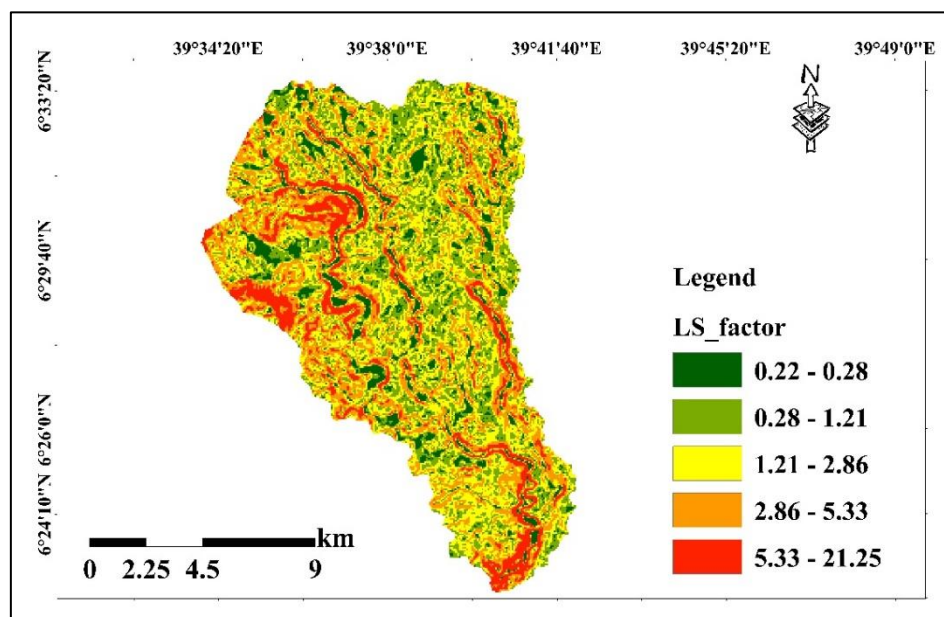 39°34'20"E 39°38'0"E 39°41'40"E 39°45'20"E 39°49'0"E
6°33'20"N
6°29'40"N
6°26'0"N
6°24'10"N
N
Legend
LS_factor
0.22 - 0.28
0.28 - 1.21
1.21 - 2.86
2.86 - 5.33
5.33 - 21.25
km
0 2.25 4.5 9